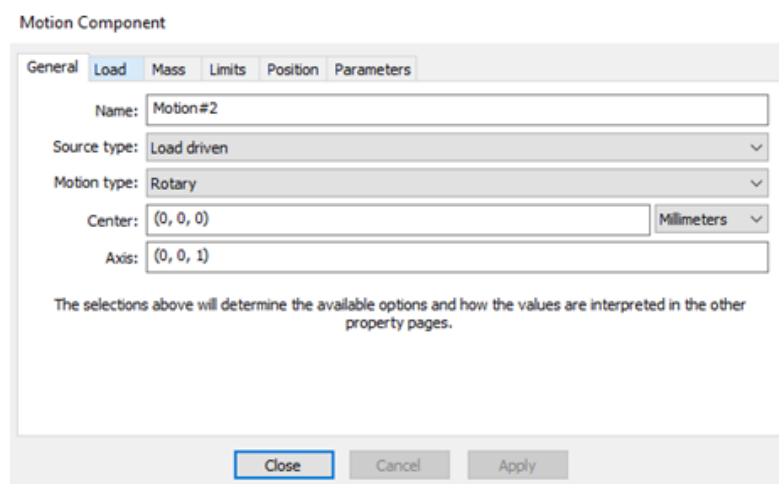 Motion Component
General Load Mass Limits Position Parameters
Name: Motion#2
Source type: Load driven
Motion type: Rotary
Center: (0, 0, 0) Millimeters
Axis: (0, 0, 1)
The selections above will determine the available options and how the values are interpreted in the other
property pages.
Close Cancel Apply